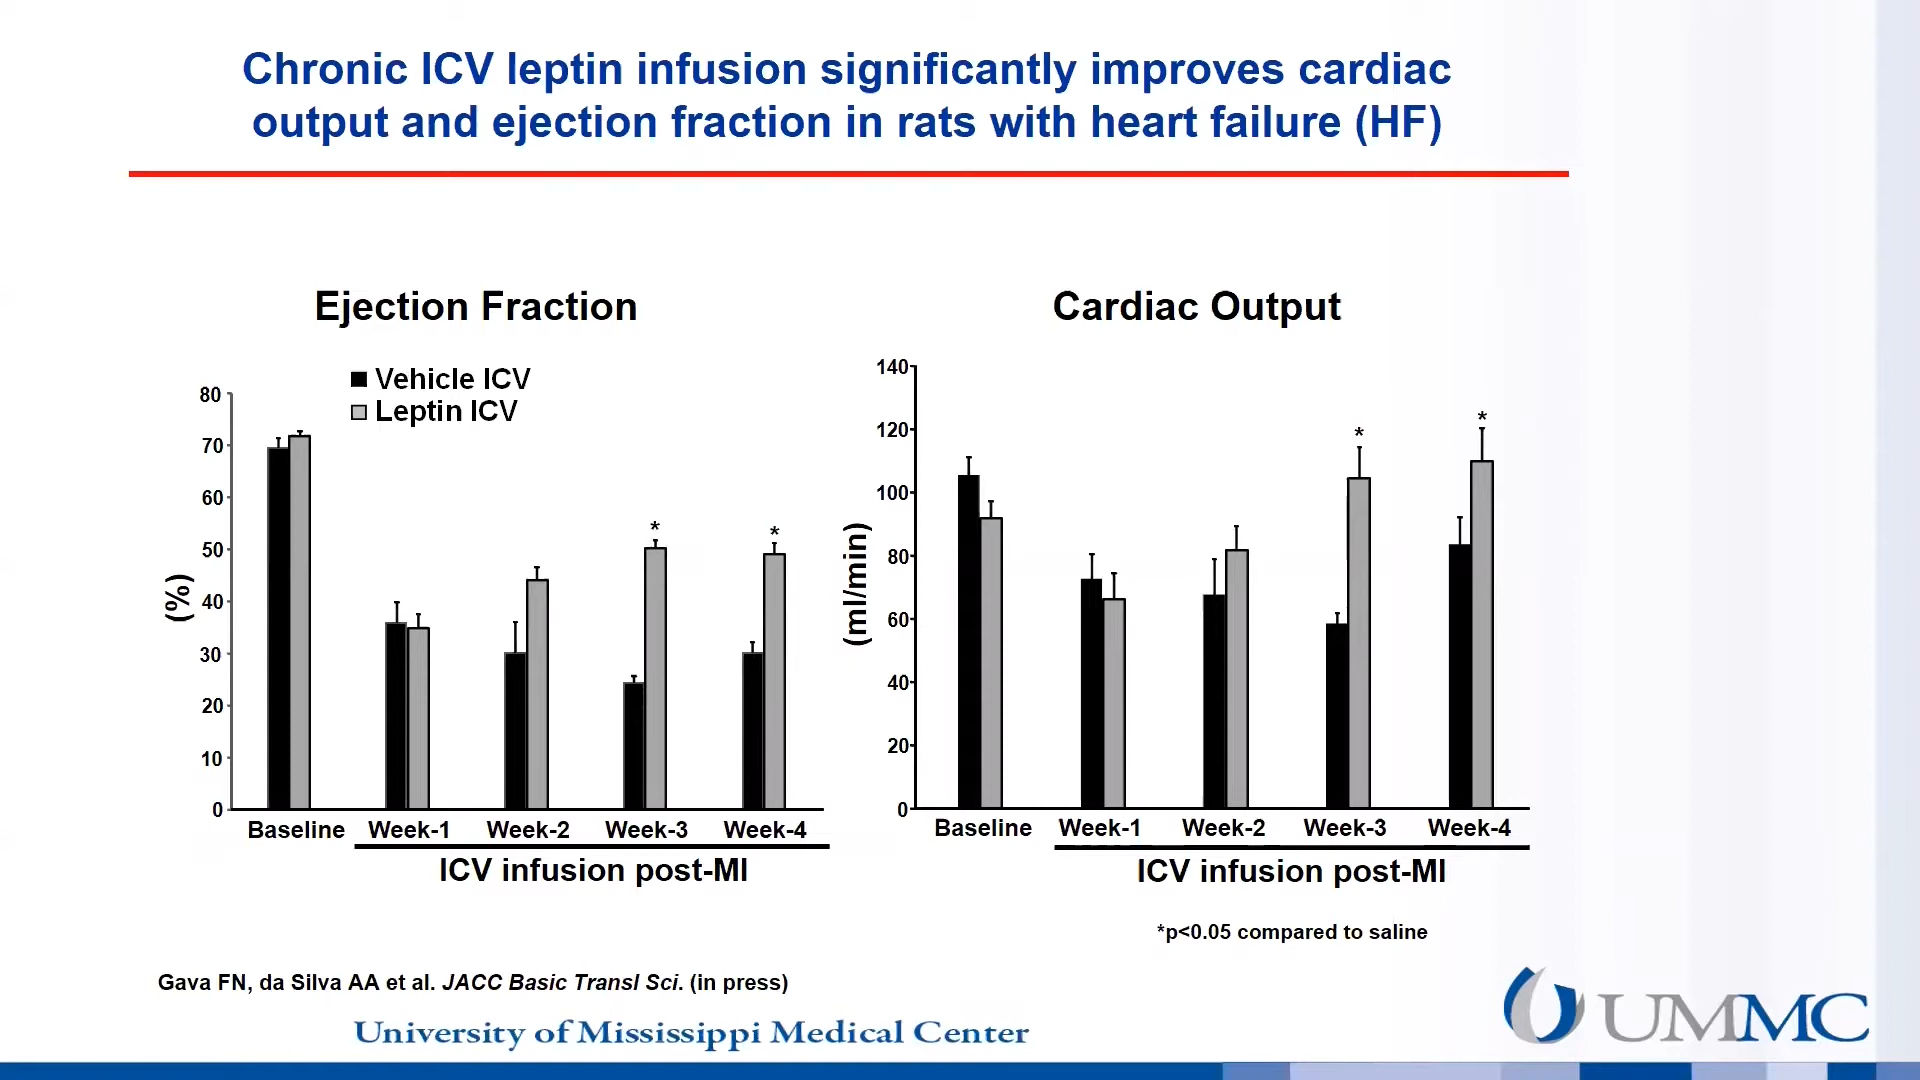 Chronic ICV leptin infusion significantly improves cardiac
output and ejection fraction in rats with heart failure (HF)
Ejection Fraction
Vehicle ICV
Leptin ICV
(%)
80
70
60
50
40
30
20
10
0
*
*
Baseline Week-1 Week-2 Week-3 Week-4
ICV infusion post-MI
Cardiac Output
(ml/min)
140
120
100
80
60
40
20
0
*
*
Baseline Week-1 Week-2 Week-3 Week-4
ICV infusion post-MI
*p<0.05 compared to saline
Gava FN, da Silva AA et al. JACC Basic Transl Sci. (in press)
University of Mississippi Medical Center
UMMC